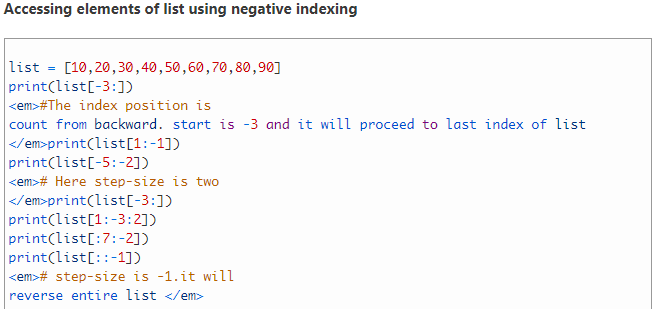 Accessing elements of list using negative indexing
list = [10,20,30,40,50,60,70,80,90]
print(list[-3:])
<em>#The index position is
count from backward. start is -3 and it will proceed to last index of list
</em>print(list[1:-1])
print(list[-5:-2])
<em># Here step-size is two
</em>print(list[-3:])
print(list[1:-3:2])
print(list[:7:-2])
print(list[::-1])
<em># step-size is -1.it will
reverse entire list </em>